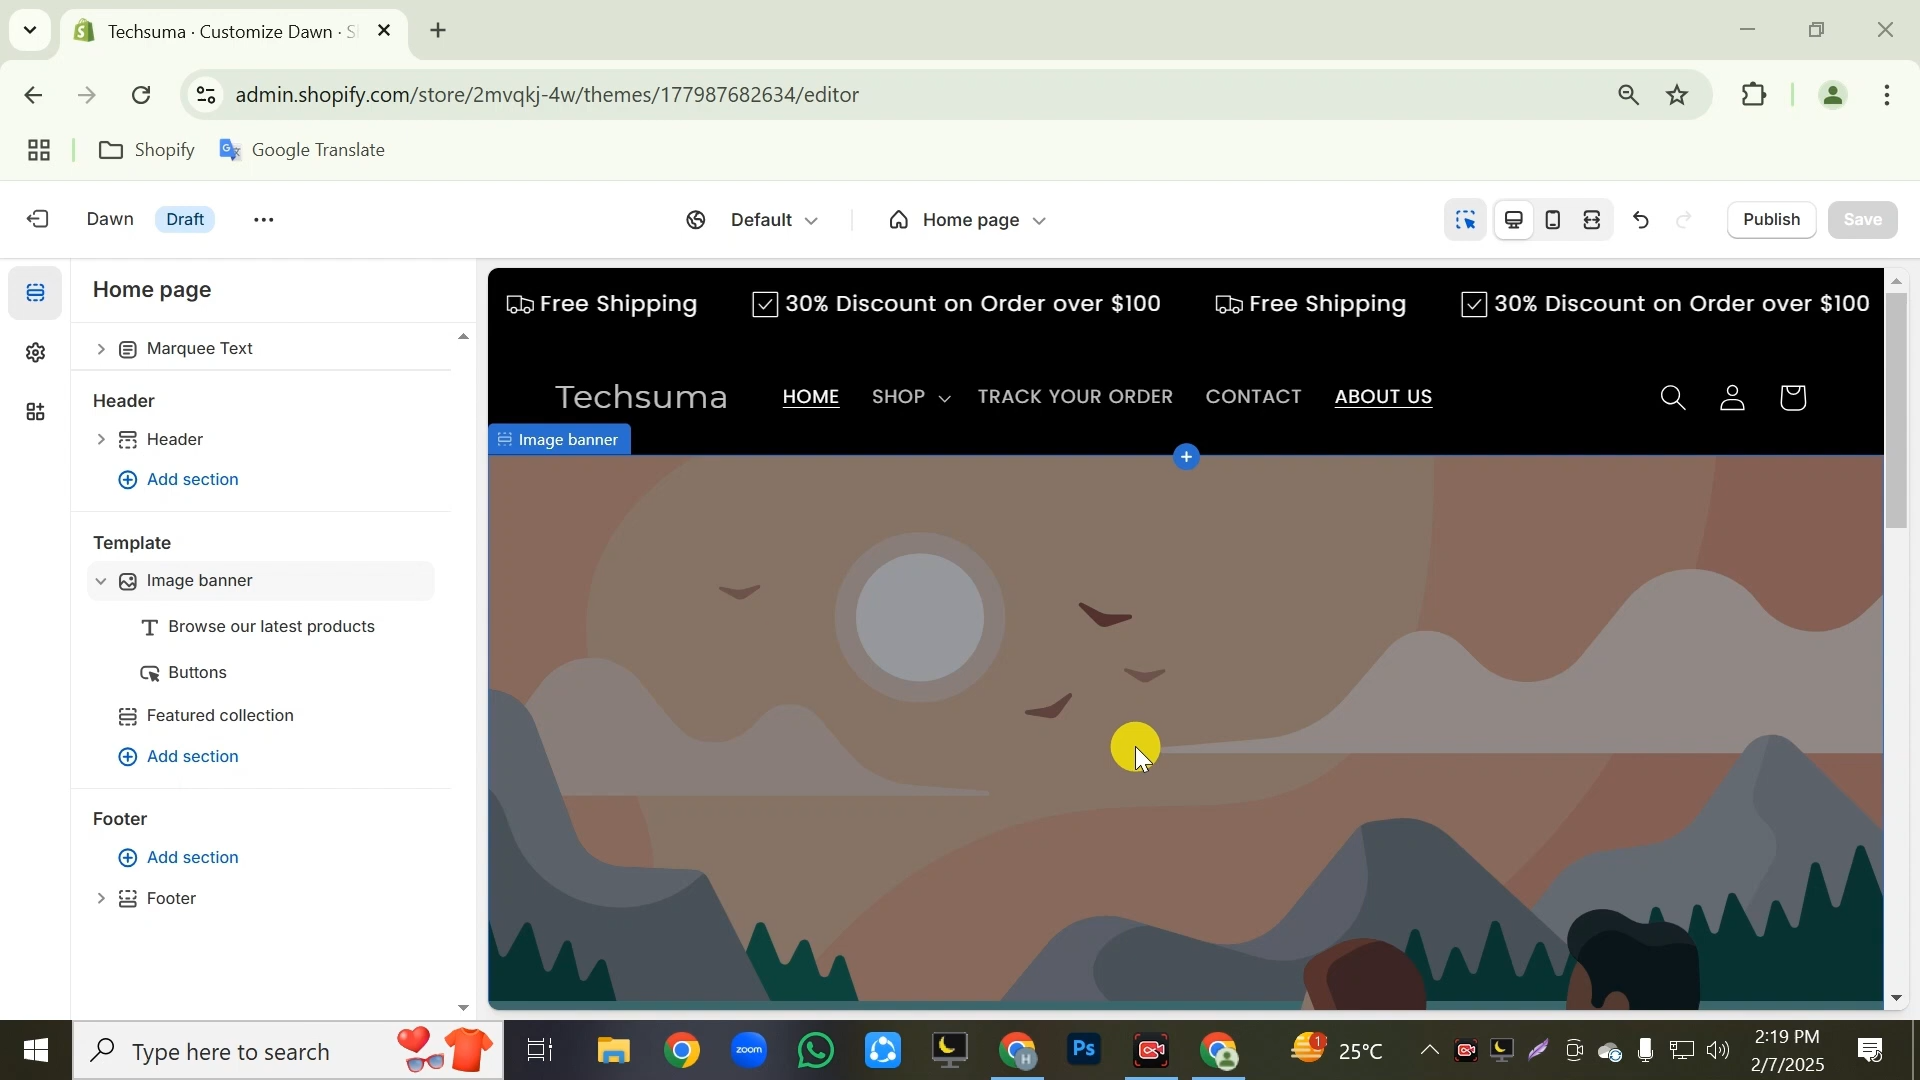 Techsuma · Customize Dawn · S
admin.shopify.com/store/2mvqkj-4w/themes/177987682634/editor
Shopify
Google Translate
Dawn
Draft
Default
Home page
Publish
Save
Home page
Marquee Text
Header
Header
Add section
Template
Image banner
Browse our latest products
Buttons
Featured collection
Add section
Footer
Add section
Footer
Free Shipping 30% Discount on Order over $100 Free Shipping 30% Discount on Order over $100
Techsuma HOME SHOP TRACK YOUR ORDER CONTACT ABOUT US
Image banner
Type here to search
zoom
H
Ps
1
25°C
2:19 PM
2/7/2025